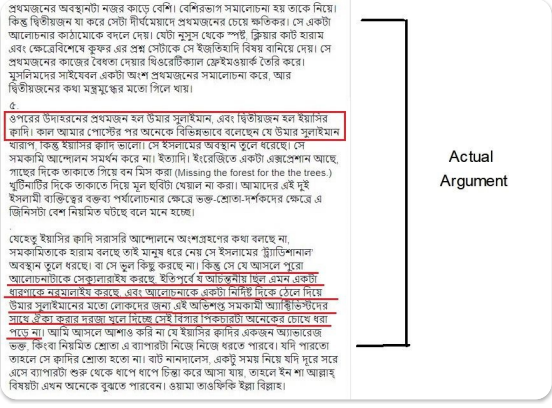 প্রথমজনের অবস্থানটা নজর কাড়ে বেশি। বেশিরভাগ সমালোচনা হয় তাকে নিয়ে।
কিন্তু দ্বিতীয়জন যা করে সেটা দীর্ঘমেয়াদে প্রথমজনের চেয়ে ক্ষতিকর। সে একটা
আলোচনার কাঠামোকে বদলে দেয়। যেটা নুসুস থেকে স্পষ্ট, ক্লিয়ার কাট হারাম
এবং ক্ষেত্রবিশেষে কুফর এর প্রশ্ন সেটাকে সে ইজতিহাদি বিষয় বানিয়ে দেয়। সে
প্রথমজনের কাজের বৈধতা দেয়ার থিওরেটিক্যাল ফ্রেইমওয়ার্ক তৈরি করে।
মুসলিমদের সাইযেবল একটা অংশ প্রথমজনের সমালোচনা করে, আর
দ্বিতীয়জনের কথা মন্ত্রমুগ্ধের মতো গিলে খায়।
৫.
ওপরের উদাহরনের প্রথমজন হল উমার সুলাইমান, এবং দ্বিতীয়জন হল ইয়াসির
ক্বাদি। কাল আমার পোস্টের পর অনেকে বিভিন্নভাবে বলেছেন যে উমার সুলাইমান
খারাপ, কিন্তু ইয়াসির ক্বাদি ভালো। সে ইসলামের অবস্থান তুলে ধরেছে। সে
সমকামি আন্দোলন সমর্থন করে না। ইত্যাদি। ইংরেজিতে একটা এক্সপ্রেশান আছে,
গাছের দিকে তাকাতে গিয়ে বন মিস করা (Missing the forest for the the trees.)
খুটিনাটির দিকে তাকাতে দিয়ে মূল ছবিটা খেয়াল না করা। আমাদের এই দুই
ইসলামী ব্যক্তিত্বের বক্তব্য পর্যালোচনার ক্ষেত্রে ভক্ত-শ্রোতা-দর্শকদের ক্ষেত্রে এ
জিনিসটা বেশ নিয়মিত ঘটছে বলে মনে হচ্ছে।
.
যেহেতু ইয়াসির ক্বাদি সরাসরি আন্দোলনে অংশগ্রহণের কথা বলছে না,
সমকামিতাকে হারাম বলছে তাই মানুষ ধরে নেয় সে ইসলামের 'ট্র্যাডিশানাল'
অবস্থান তুলে ধরছে। বা সে ভুল কিছু করছে না। কিন্তু সে যে আসলে পুরো
আলোচনাটাকে সেক্যুলারাইয করছে, ইতিপূর্বে য অচিন্তনীয় ছিল এমন একটা
ধারণাকে নরমালাইয করছে, এবং আলোচনাকে একটা নির্দিষ্ট দিকে ঠেলে দিয়ে
উমার সুলাইমানের মতো লোকদের জন্য এই অভিশপ্ত সমকামী অ্যাক্টিভিস্টদের
সাথে ঐক্য করার দরজা খুলে দিচ্ছে সেই বিগার পিকচারটা অনেকের চোখে ধরা
পড়ে না। আমি আসলে আশাও করি না যে ইয়াসির ক্বাদির একজন অ্যাভারেজ
ভক্ত, কিংবা নিয়মিত শ্রোতা এ ব্যাপারটা নিজে নিজে ধরতে পারবে। যদি পারতো
তাহলে সে ক্বাদির শ্রোতা হতো না। বাট নানদালেস, একটু সময় নিয়ে যদি দূরে সরে
এসে ব্যাপারটা শুরু থেকে ধাপে ধাপে চিন্তা করে আসা যায়, তাহলে ইন শা আল্লাহ
বিষয়টা এখন অনেকে বুঝতে পারবেন। ওয়ামা তাওফিকি ইল্লা বিল্লাহ।
Actual
Argument